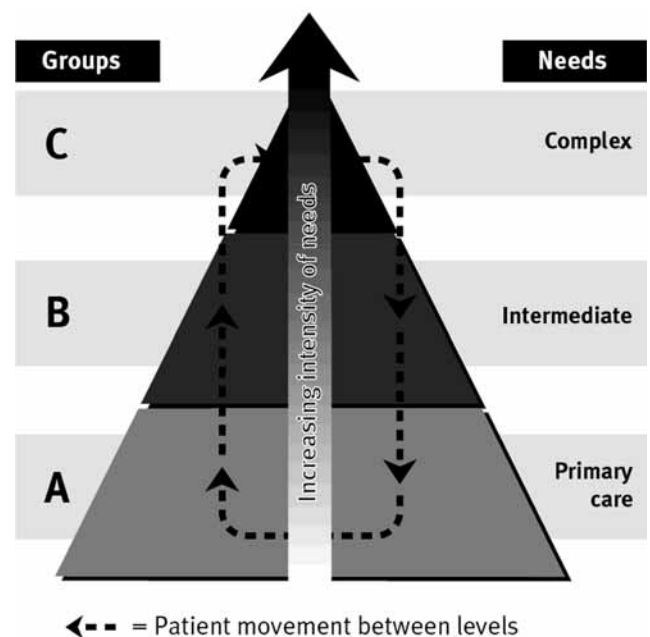 Groups
Needs
C
Complex
B
Intermediate
A
Primary
care
Increasing intensity of needs
= Patient movement between levels